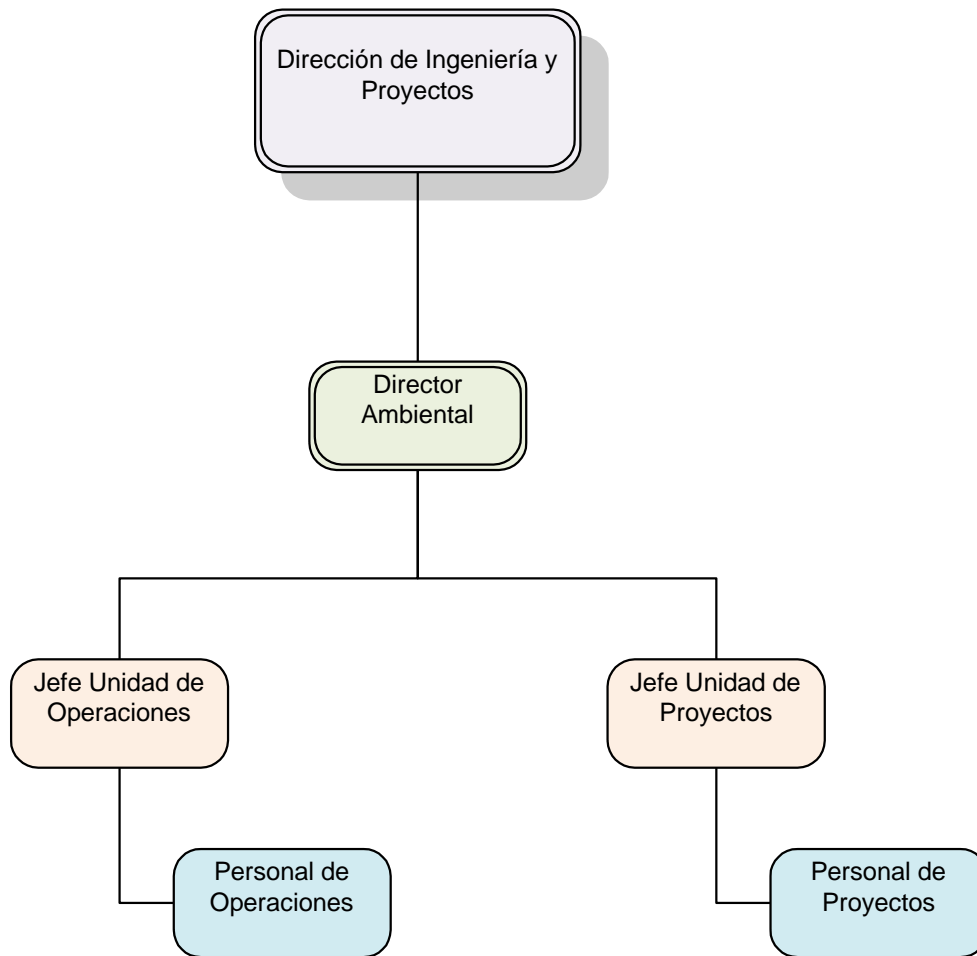 Dirección de Ingeniería y
Proyectos
Director
Ambiental
Jefe Unidad de
Operaciones
Jefe Unidad de
Proyectos
Personal de
Operaciones
Personal de
Proyectos